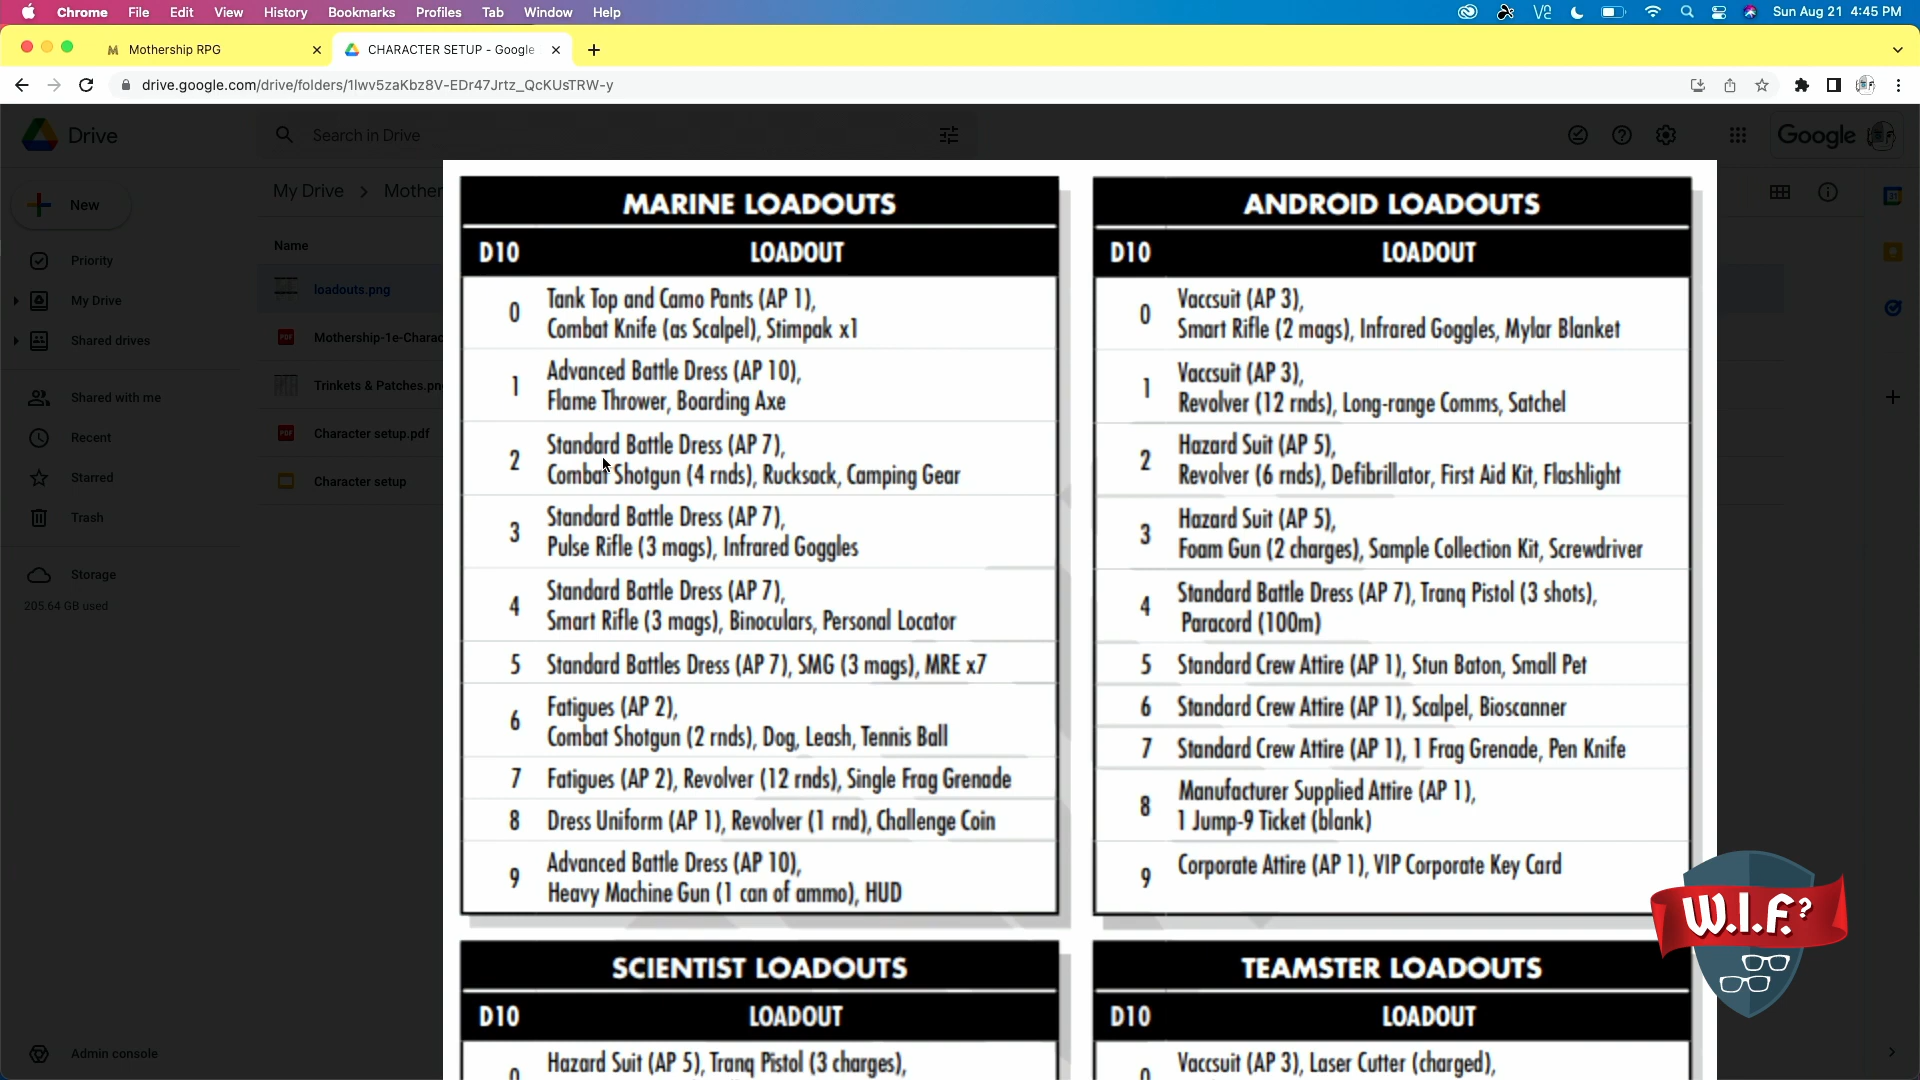 Chrome File Edit View History Bookmarks Profiles Tab Window Help
Sun Aug 21 4:45 PM
Mothership RPG
CHARACTER SETUP - Google
drive.google.com/drive/folders/1lwv5zaKbz8V-EDr47Jrtz_QcKUsTRW-y
Drive
Search in Drive
Google
New
Priority
My Drive
Shared drives
Shared with me
Recent
Starred
Trash
Storage
205.64 GB used
Admin console
My Drive > Mother
Name
loadouts.png
Mothership-1e-Charac
Trinkets & Patches.pn
Character setup.pdf
Character setup
MARINE LOADOUTS
D10 LOADOUT
0 Tank Top and Camo Pants (AP 1),
Combat Knife (as Scalpel), Stimpak x1
1 Advanced Battle Dress (AP 10),
Flame Thrower, Boarding Axe
2 Standard Battle Dress (AP 7),
Combat Shotgun (4 rnds), Rucksack, Camping Gear
3 Standard Battle Dress (AP 7),
Pulse Rifle (3 mags), Infrared Goggles
4 Standard Battle Dress (AP 7),
Smart Rifle (3 mags), Binoculars, Personal Locator
5 Standard Battles Dress (AP 7), SMG (3 mags), MRE x7
6 Fatigues (AP 2),
Combat Shotgun (2 rnds), Dog, Leash, Tennis Ball
7 Fatigues (AP 2), Revolver (12 rnds), Single Frag Grenade
8 Dress Uniform (AP 1), Revolver (1 rnd), Challenge Coin
9 Advanced Battle Dress (AP 10),
Heavy Machine Gun (1 can of ammo), HUD
ANDROID LOADOUTS
D10 LOADOUT
0 Vaccsuit (AP 3),
Smart Rifle (2 mags), Infrared Goggles, Mylar Blanket
1 Vaccsuit (AP 3),
Revolver (12 rnds), Long-range Comms, Satchel
2 Hazard Suit (AP 5),
Revolver (6 rnds), Defibrillator, First Aid Kit, Flashlight
3 Hazard Suit (AP 5),
Foam Gun (2 charges), Sample Collection Kit, Screwdriver
4 Standard Battle Dress (AP 7), Tranq Pistol (3 shots),
Paracord (100m)
5 Standard Crew Attire (AP 1), Stun Baton, Small Pet
6 Standard Crew Attire (AP 1), Scalpel, Bioscanner
7 Standard Crew Attire (AP 1), 1 Frag Grenade, Pen Knife
8 Manufacturer Supplied Attire (AP 1),
1 Jump-9 Ticket (blank)
9 Corporate Attire (AP 1), VIP Corporate Key Card
SCIENTIST LOADOUTS
D10 LOADOUT
0 Hazard Suit (AP 5), Tranq Pistol (3 charges),
TEAMSTER LOADOUTS
D10 LOADOUT
0 Vaccsuit (AP 3), Laser Cutter (charged),
W.I.F?